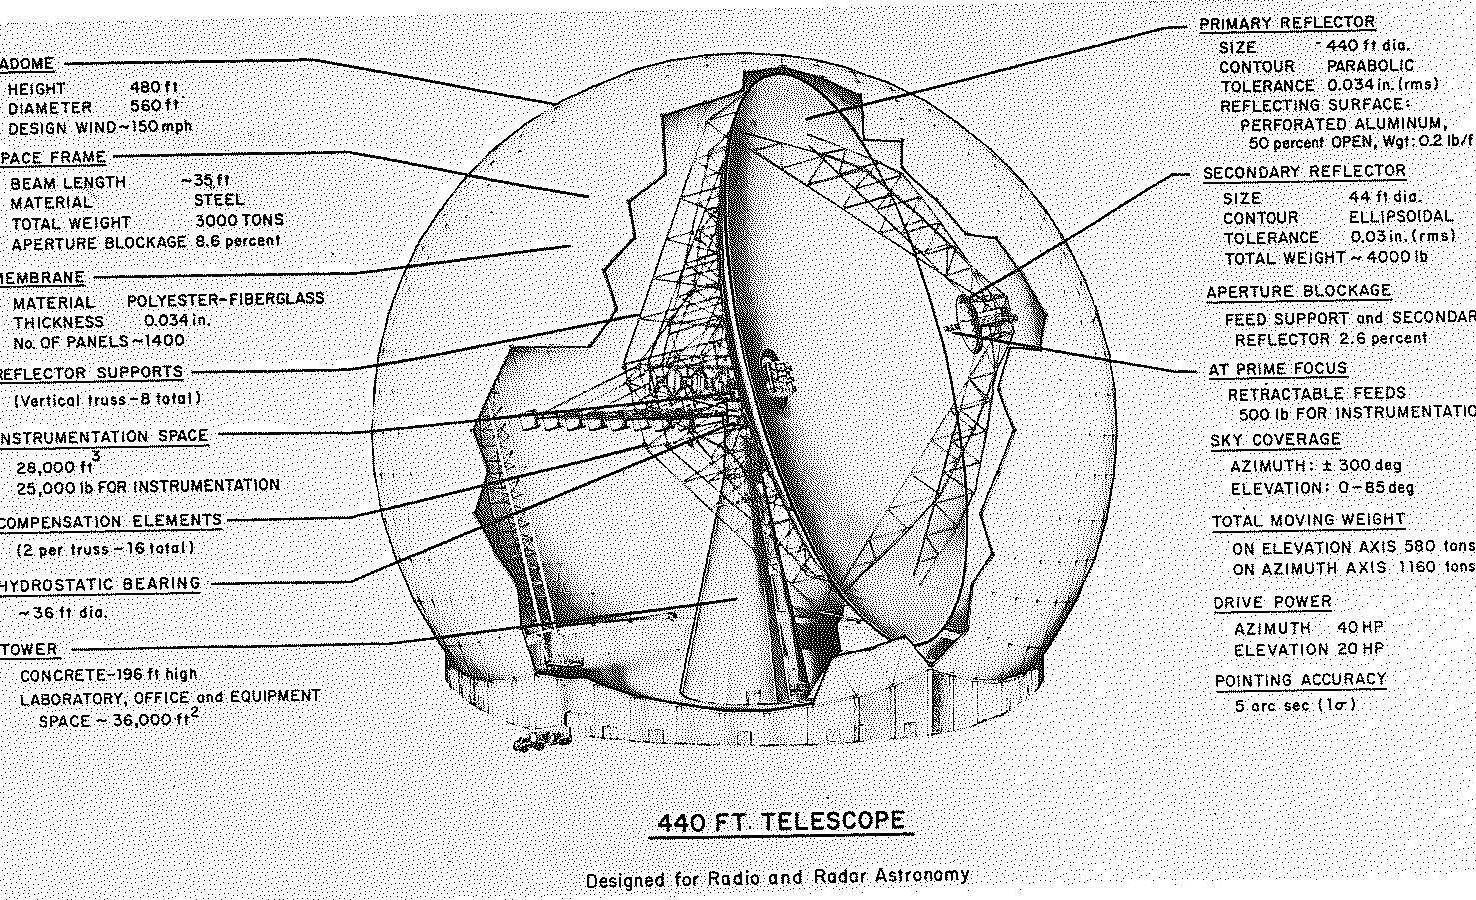 ADOME
HEIGHT 480 ft
DIAMETER 560 ft
DESIGN WIND ~150 mph
PACE FRAME
BEAM LENGTH ~35 ft
MATERIAL STEEL
TOTAL WEIGHT 3000 TONS
APERTURE BLOCKAGE 8.6 percent
MEMBRANE
MATERIAL POLYESTER-FIBERGLASS
THICKNESS 0.034 in.
No. OF PANELS ~1400
REFLECTOR SUPPORTS
(Vertical truss-8 total)
INSTRUMENTATION SPACE
28,000 ft³
25,000 lb FOR INSTRUMENTATION
COMPENSATION ELEMENTS
(2 per truss-16 total)
HYDROSTATIC BEARING
~36 ft dia.
TOWER
CONCRETE-196 ft high
LABORATORY, OFFICE and EQUIPMENT
SPACE ~ 36,000 ft²
PRIMARY REFLECTOR
SIZE 440 ft dia.
CONTOUR PARABOLIC
TOLERANCE 0.034 in. (rms)
REFLECTING SURFACE:
PERFORATED ALUMINUM,
50 percent OPEN, Wgt: 0.2 lb/f
SECONDARY REFLECTOR
SIZE 44 ft dia.
CONTOUR ELLIPSOIDAL
TOLERANCE 0.03 in. (rms)
TOTAL WEIGHT ~ 4000 lb
APERTURE BLOCKAGE
FEED SUPPORT and SECONDAR
REFLECTOR 2.6 percent
AT PRIME FOCUS
RETRACTABLE FEEDS
500 lb FOR INSTRUMENTATIO
SKY COVERAGE
AZIMUTH: ± 300 deg
ELEVATION: 0-85 deg
TOTAL MOVING WEIGHT
ON ELEVATION AXIS 580 tons
ON AZIMUTH AXIS 1160 tons
DRIVE POWER
AZIMUTH 40 HP
ELEVATION 20 HP
POINTING ACCURACY
5 arc sec (1σ)
440 FT. TELESCOPE
Designed for Radio and Radar Astronomy